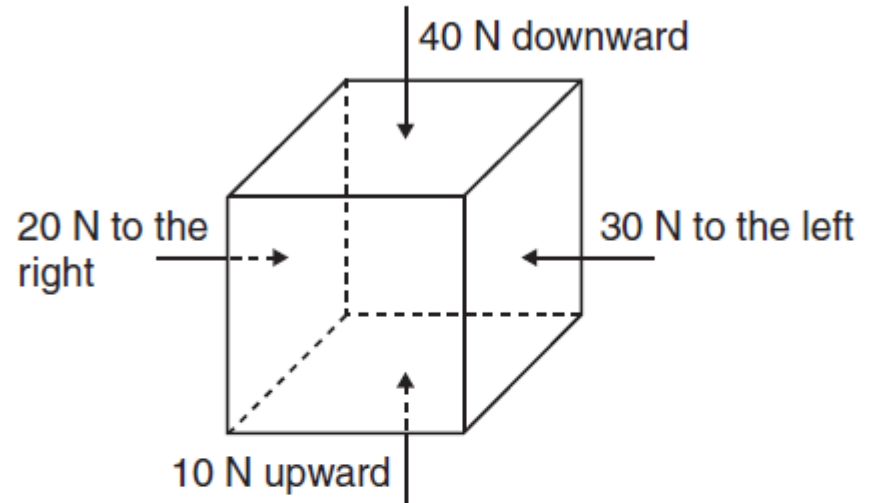 40 N downward
20 N to the
right
30 N to the left
10 N upward